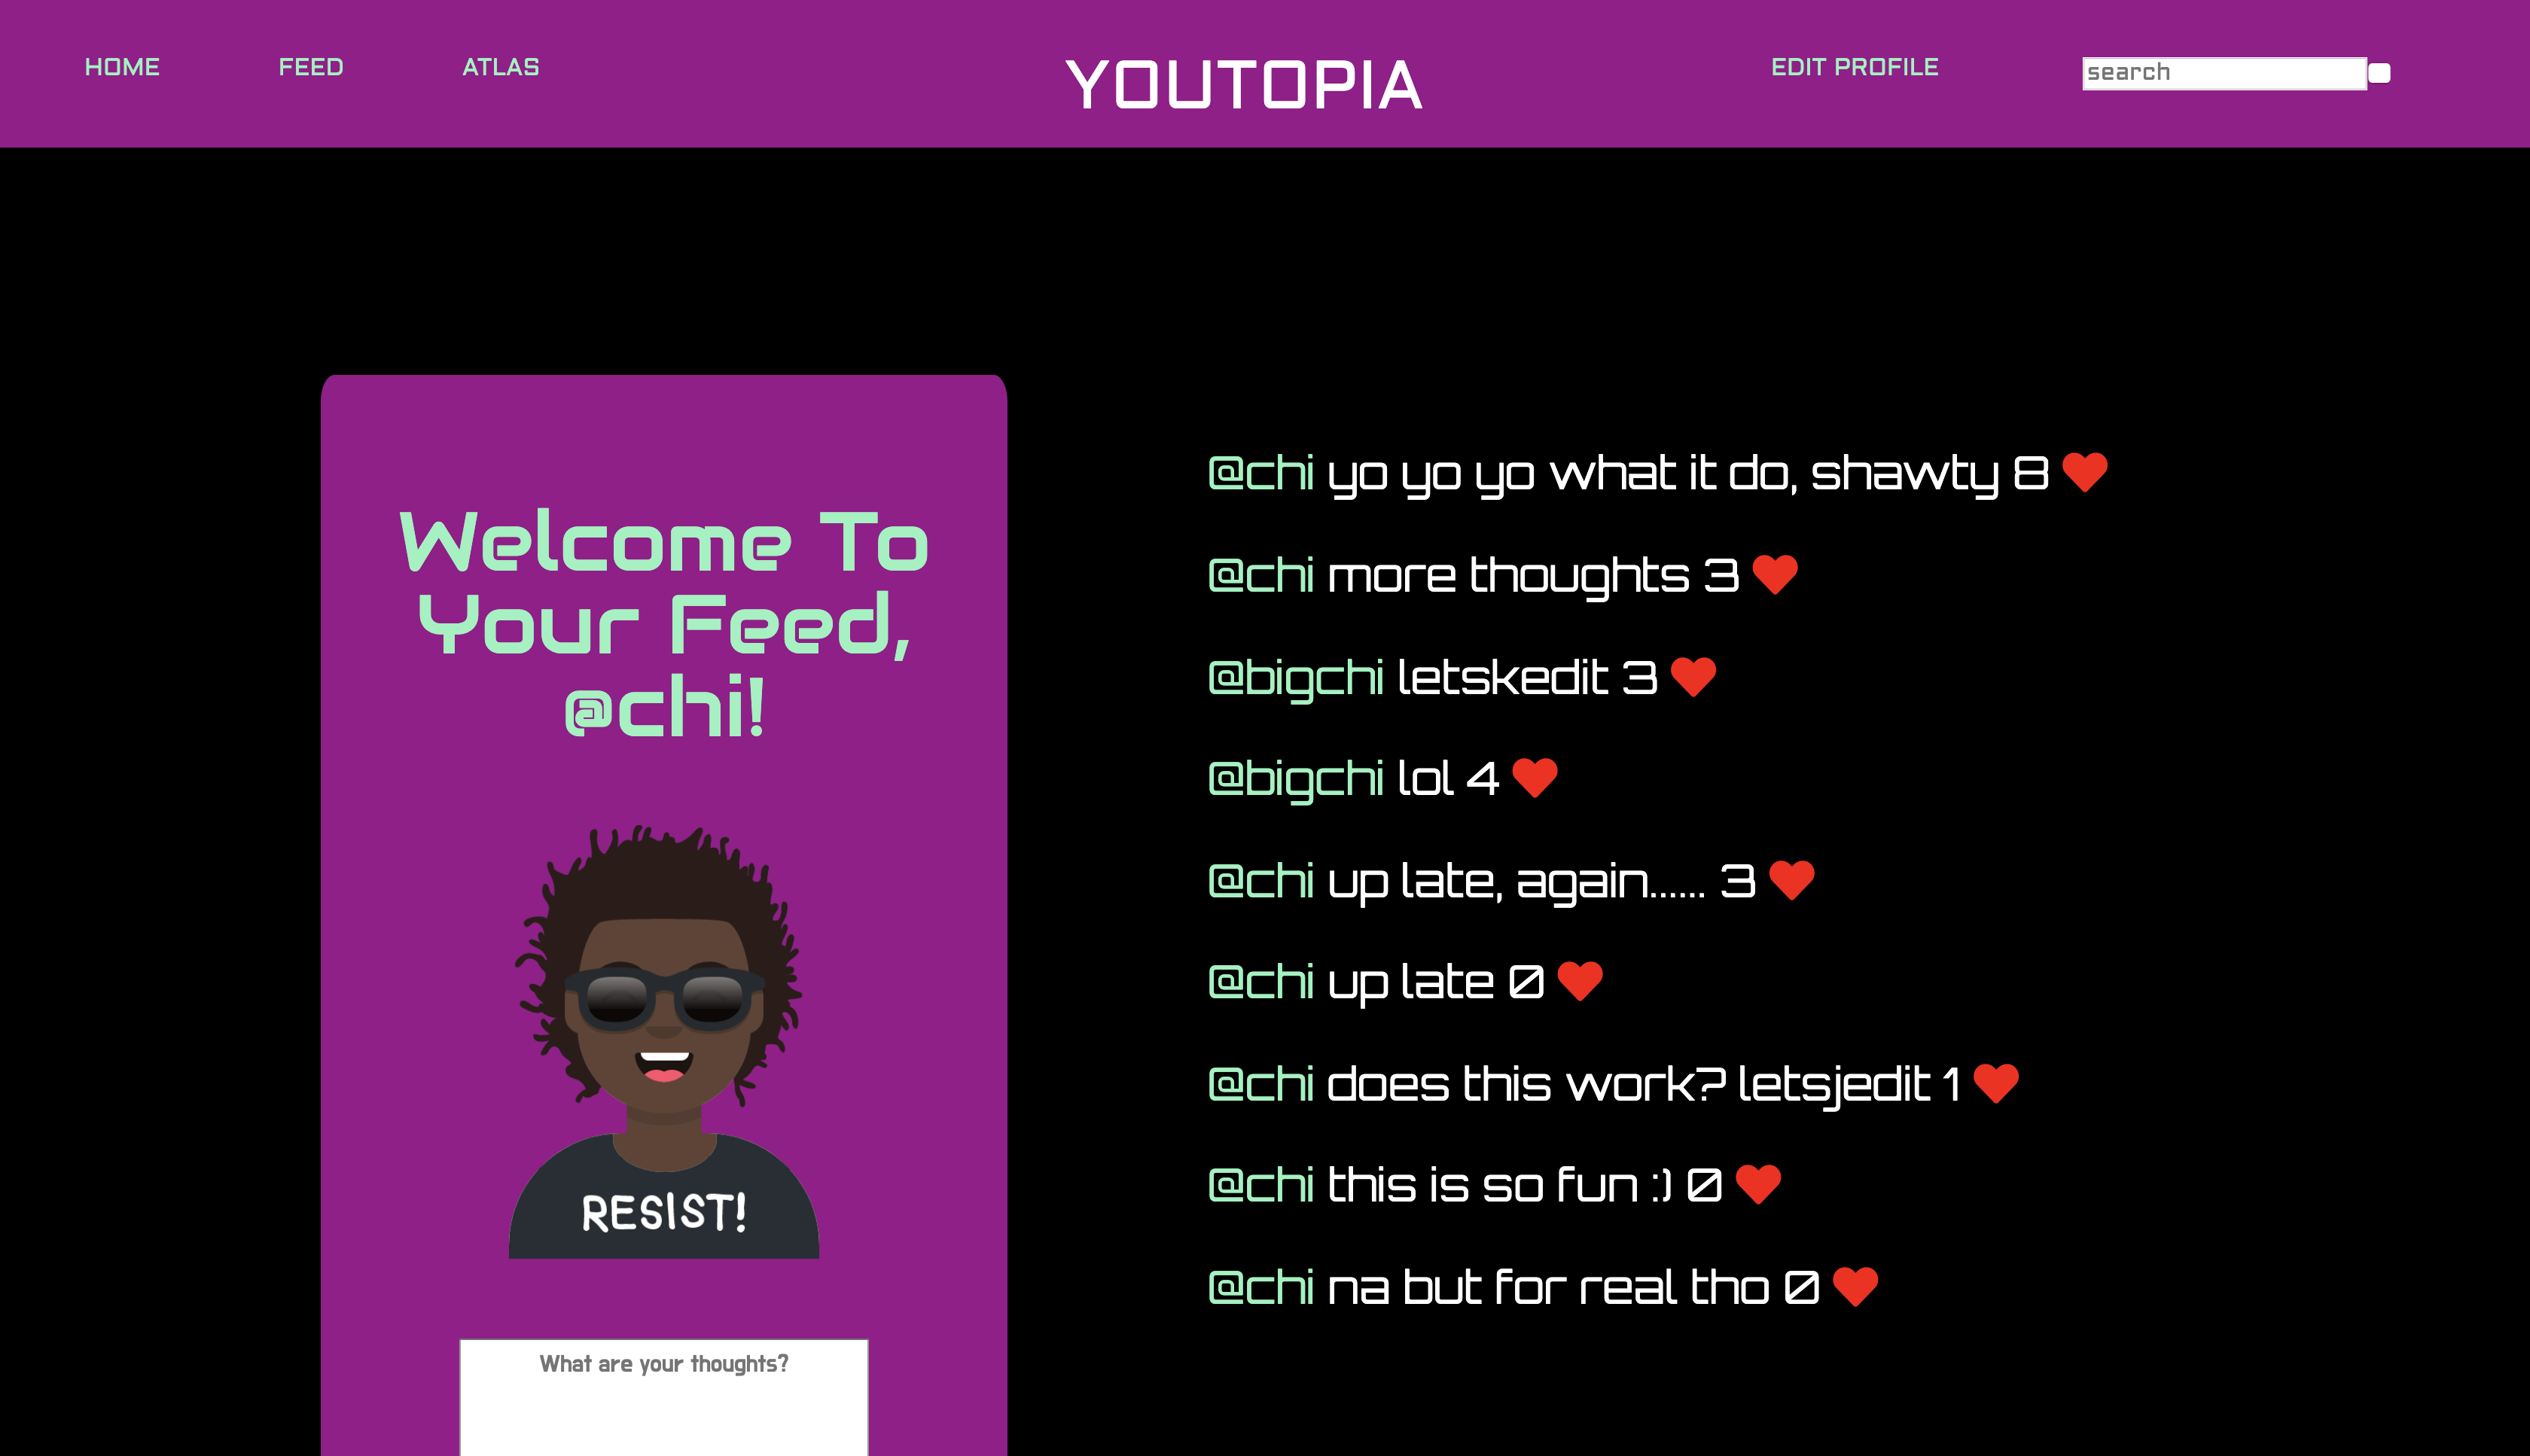 HOME FEED ATLAS YOUTOPIA EDIT PROFILE search
Welcome To
Your Feed,
@chi!
RESIST!
What are your thoughts?
@chi yo yo yo what it do, shawty 8
@chi more thoughts 3
@bigchi letskedit 3
@bigchi lol 4
@chi up late, again...... 3
@chi up late 0
@chi does this work? letsjedit 1
@chi this is so fun :) 0
@chi na but for real tho 0